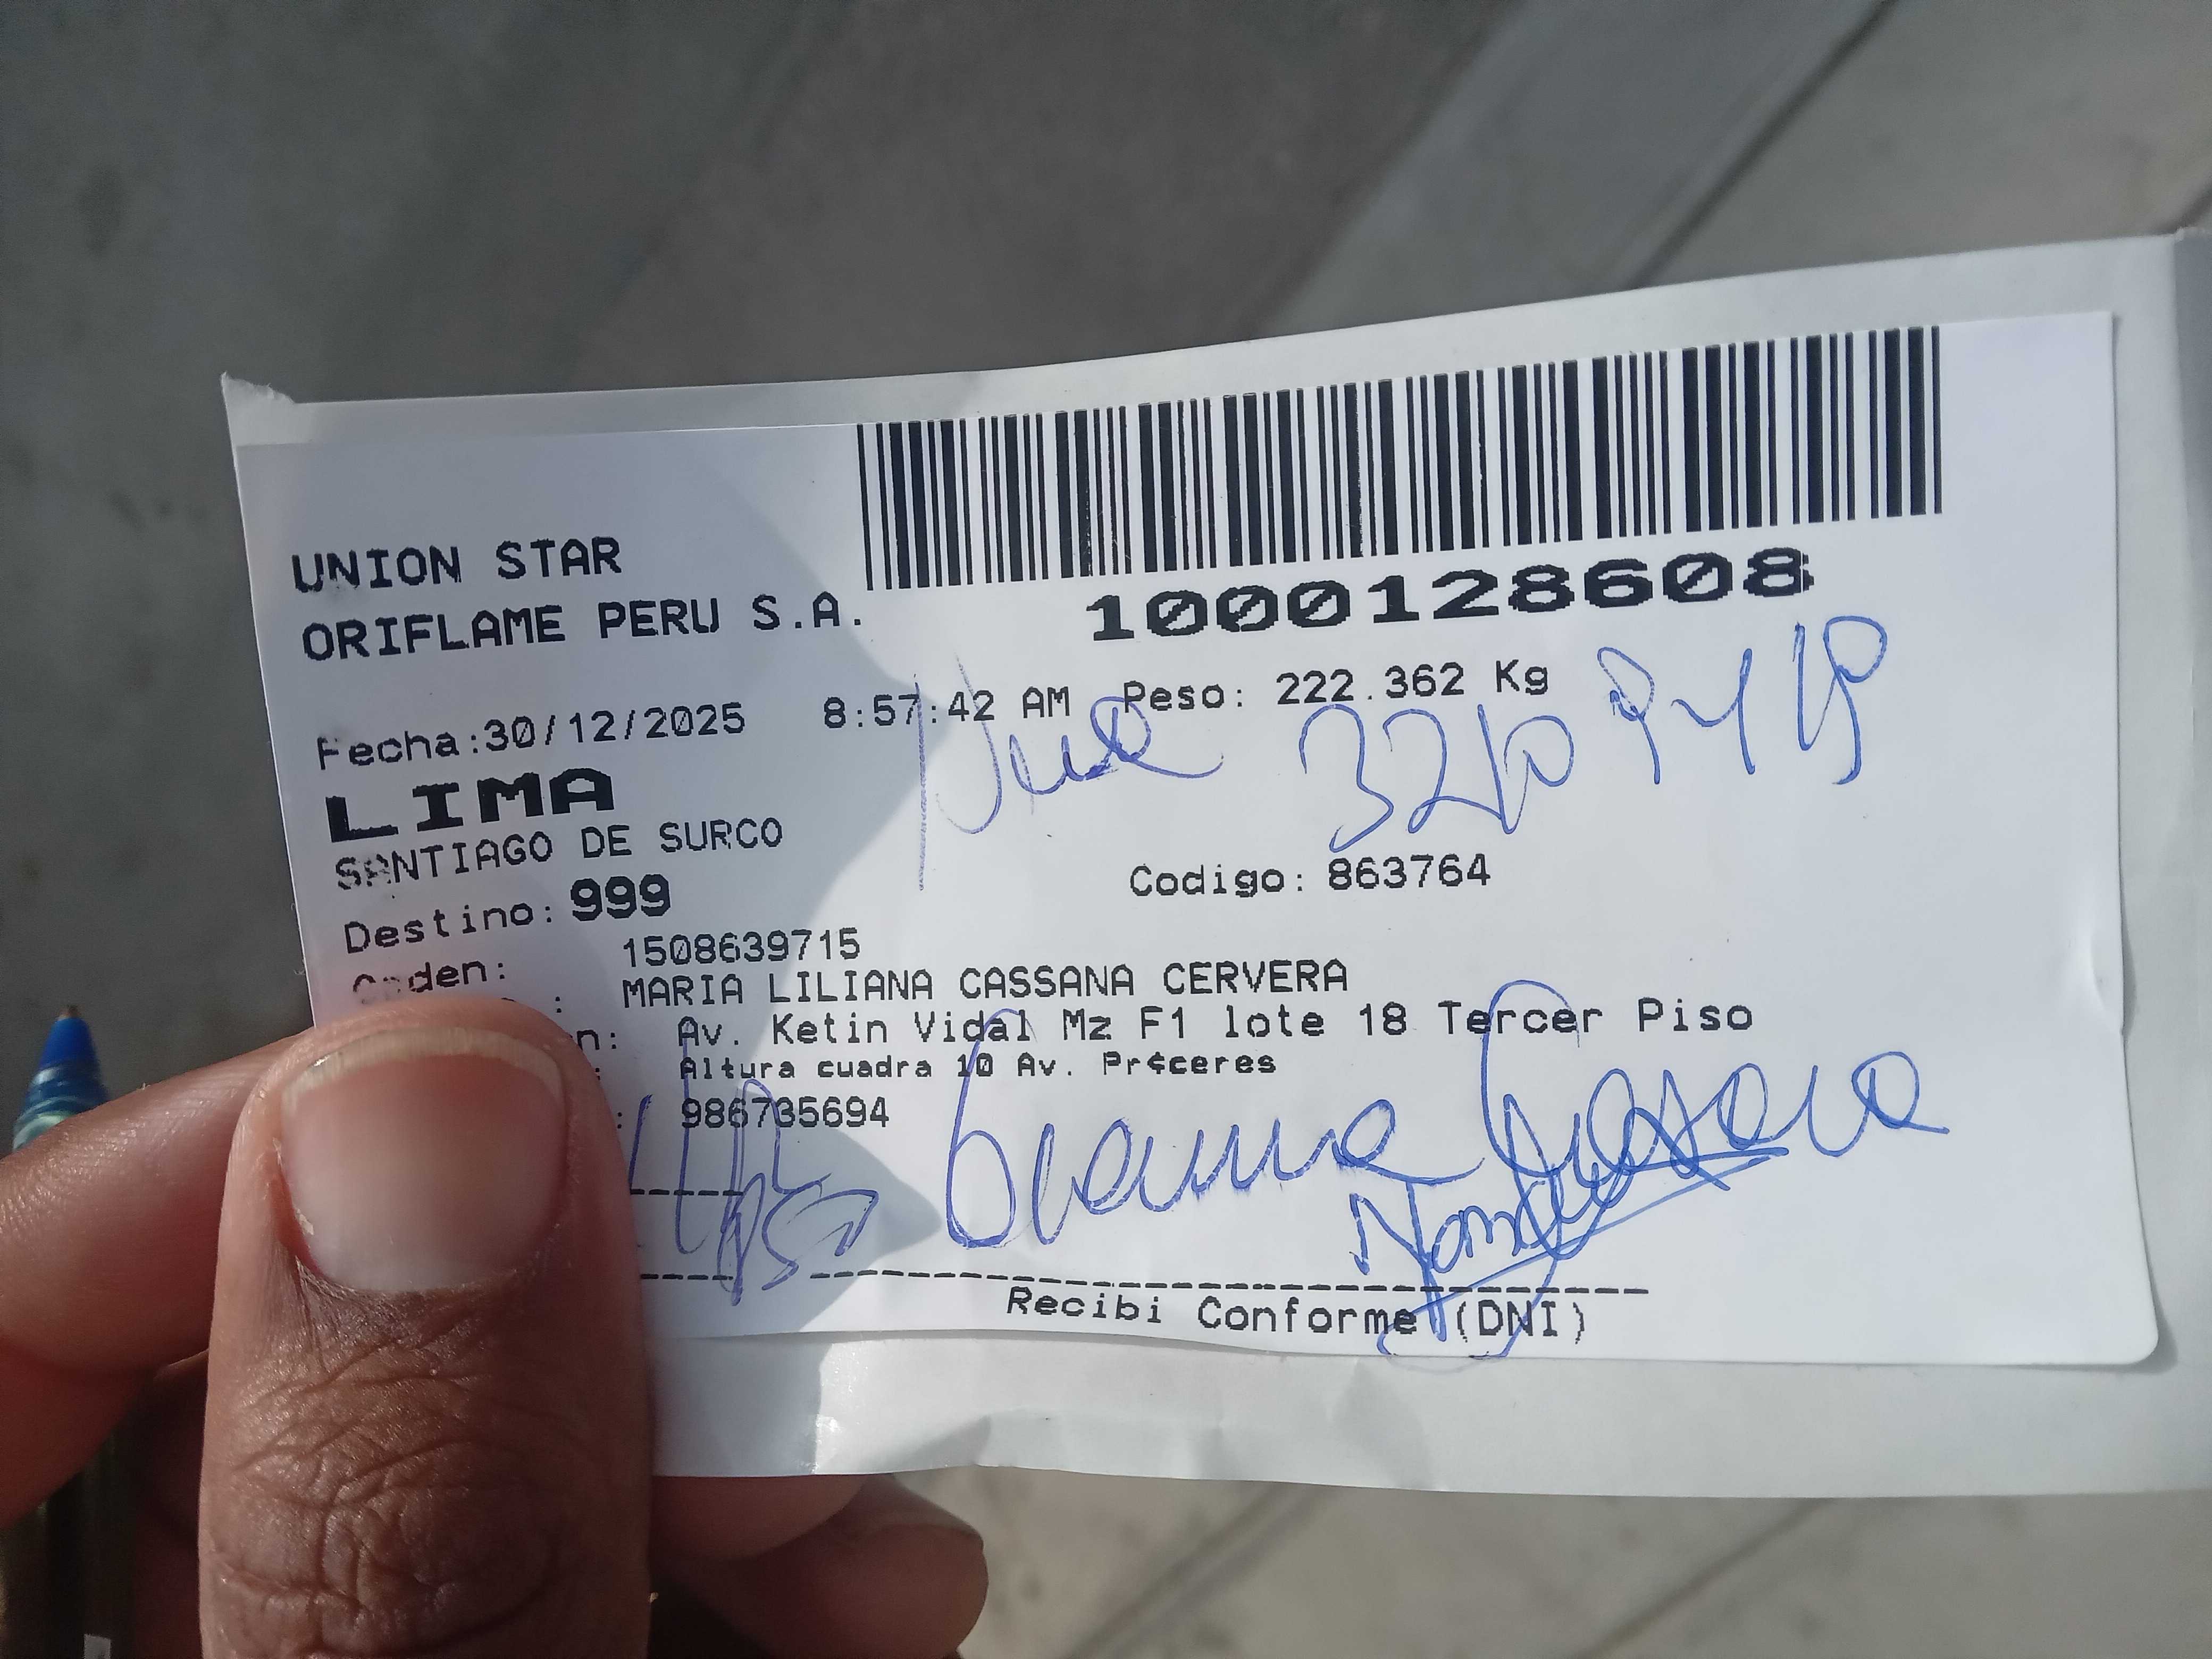 UNION STAR
ORIFLAME PERU S.A.
1000128608
Fecha:30/12/2025 8:57:42 AM Peso: 222.362 Kg
LIMA
SANTIAGO DE SURCO
Destino: 999 Codigo: 863764
Orden: 1508639715
: MARIA LILIANA CASSANA CERVERA
n: Av. Ketin Vidal Mz F1 lote 18 Tercer Piso
: Altura cuadra 10 Av. Pr¢ceres
: 986735694
Recibi Conforme (DNI)